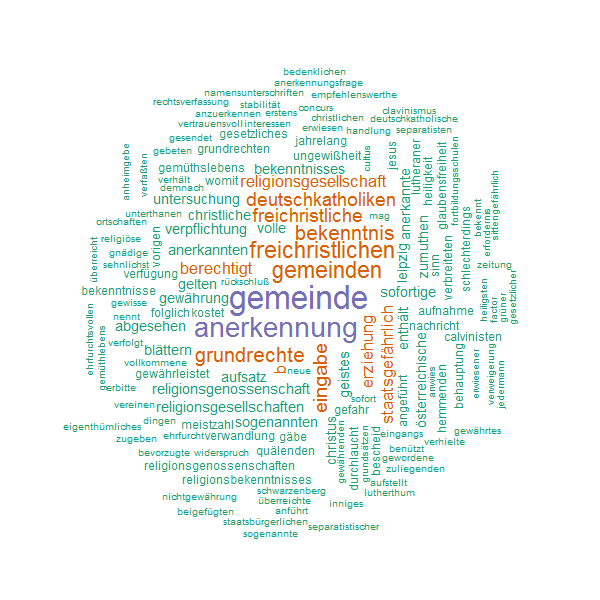 bedenklichen
anerkennungsfrage
namensunterschriften empfehlenswerthe
rechtsverfassung stabilität concurs clavinismus
anzuerkennen erstens christlichen deutschkatholische
vertrauensvoll interessen erwiesen handlung separatisten
gesendet gesetzliches jahrelang
gebeten grundrechten ungewißheit cultus jesus lutheraner
gemüthslebens bekenntnisses
verhält womit religionsgesellschaft
demnach
anheimgebe verfaßten
untersuchung deutschkatholiken anerkannte heiligkeit glaubensfreiheit fortbildungsschulen
unterthanen christliche freichristliche mag
ortschaften verpflichtung volle bekenntnis
religiöse vorigen anerkannten freichristlichen leipzig zumuthen sinn verbreiteten schlechterdings bekennt erfordernis sittengefährlich
gnädige
sehnlichst verfügung berechtigt gemeinden zeitung
überreicht
bekenntnisse gelten rückschluß sofortige
gewisse gewährung gemeinde aufnahme
nennt folglich kostet enthält nachricht
ehrfurchtsvollen abgesehen anerkennung österreichische heiligsten factor grüner gesetzlicher
verfolgt blättern grundrechte erziehung staatsgefährlich calvinisten
gemüthlebens vollkommene
gewährleistet b neue eingabe geistes angeführt anwies hemmenden behauptung erwiesener verweigerung jedermann
erbitte aufsatz
religionsgenossenschaft sofort
vereinen religionsgesellschaften gefahr
dingen meistzahl sogenannten christus gewährtes
eigenthümliches ehrfurcht verwandlung gäbe eingangs
zugeben verhielte
bevorzugte widerspruch quälenden gewährenden durchlaucht grundsätzen bescheid benützt
religionsgenossenschaften gewordene
zuliegenden
religionsbekenntnisses aufstellt
nichtgewährung schwarzenberg lutherthum
überreichte inniges
beigefügten anführt
staatsbürgerlichen separatistischer
sogenannte